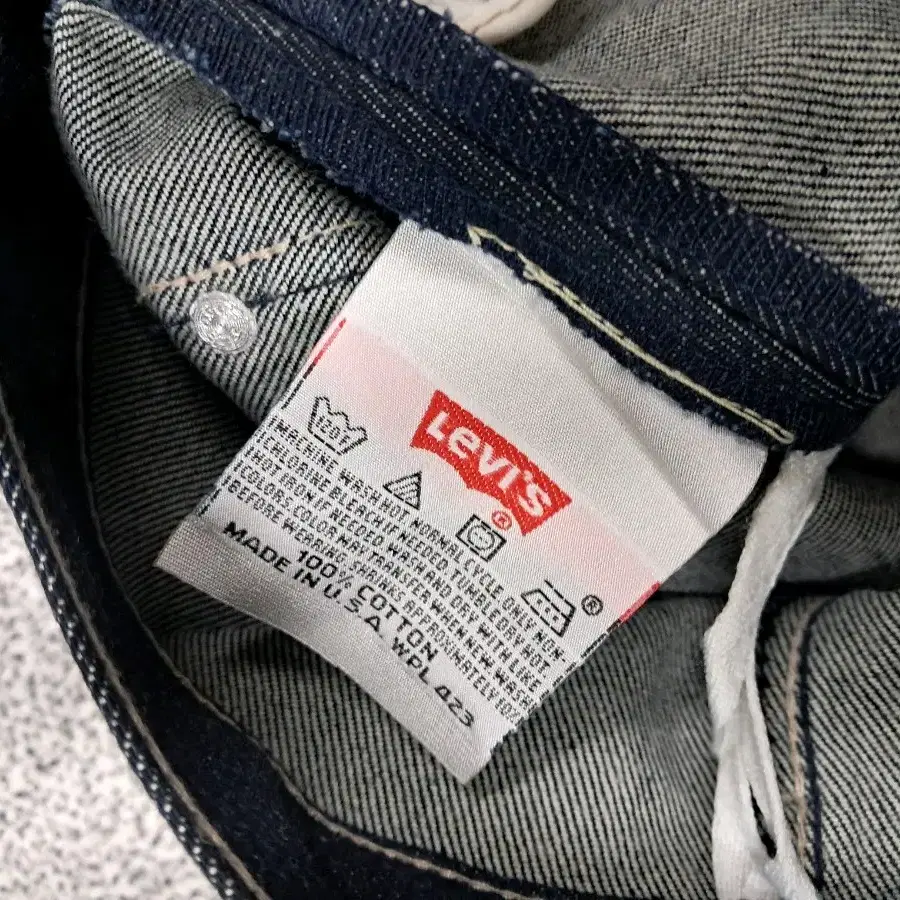 LEVI'S
®
®
MACHINE WASH HOT, NORMAL CYCLE. ONLY NON-
CHLORINE BLEACH IF NEEDED. TUMBLE DRY HOT.
HOT IRON IF NEEDED. WASH AND DRY WITH LIKE
COLORS. COLOR MAY TRANSFER WHEN NEW. WASH
BEFORE WEARING. SHRINKS APPROXIMATELY 10%
100% COTTON
MADE IN U.S.A. WPL 423